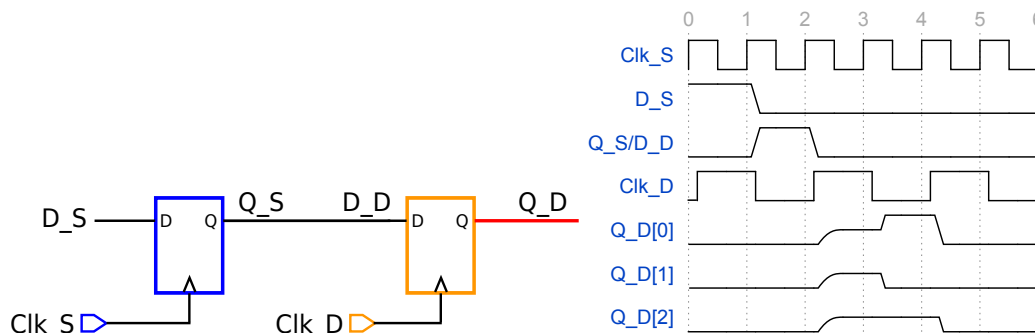 0 1 2 3 4 5
Clk_S
D_S
Q_S/D_D
Clk_D
Q_D[0]
Q_D[1]
Q_D[2]
D_S
D Q
Q_S
D_D
D Q
Q_D
Clk_S
Clk_D